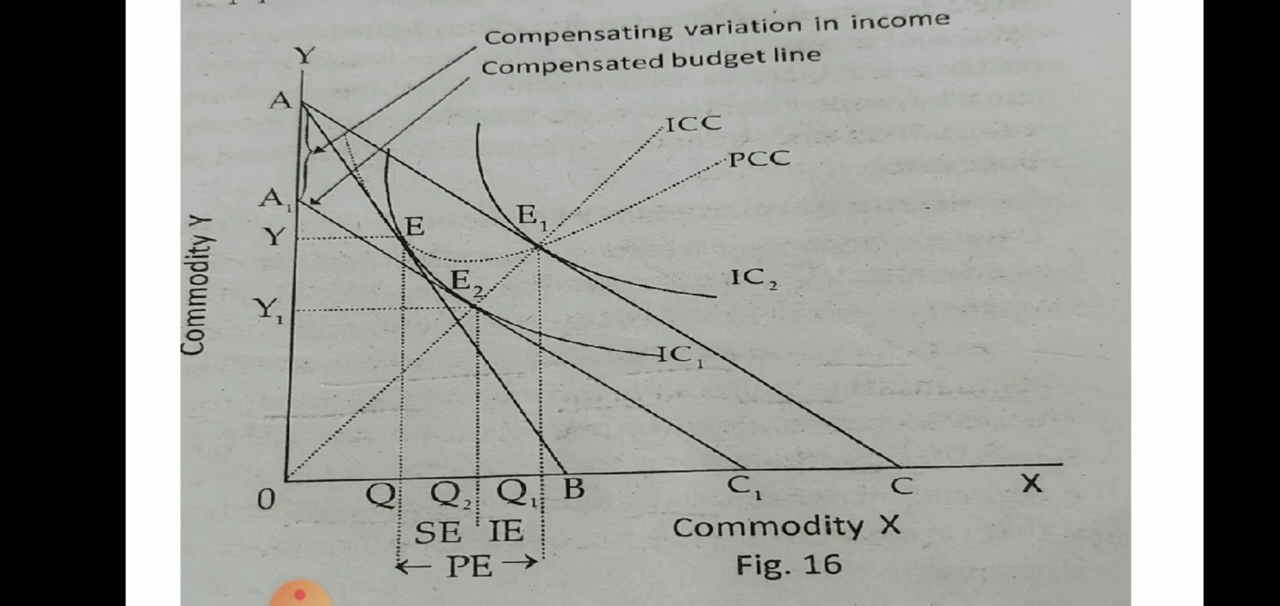 Compensating variation in income
Compensated budget line
Y
A
ICC
PCC
A₁
E₁
Y
E
IC₂
E₂
Y₁
IC₁
Commodity Y
O
Q Q₂ Q₁ B C₁ C X
SE IE
← PE →
Commodity X
Fig. 16